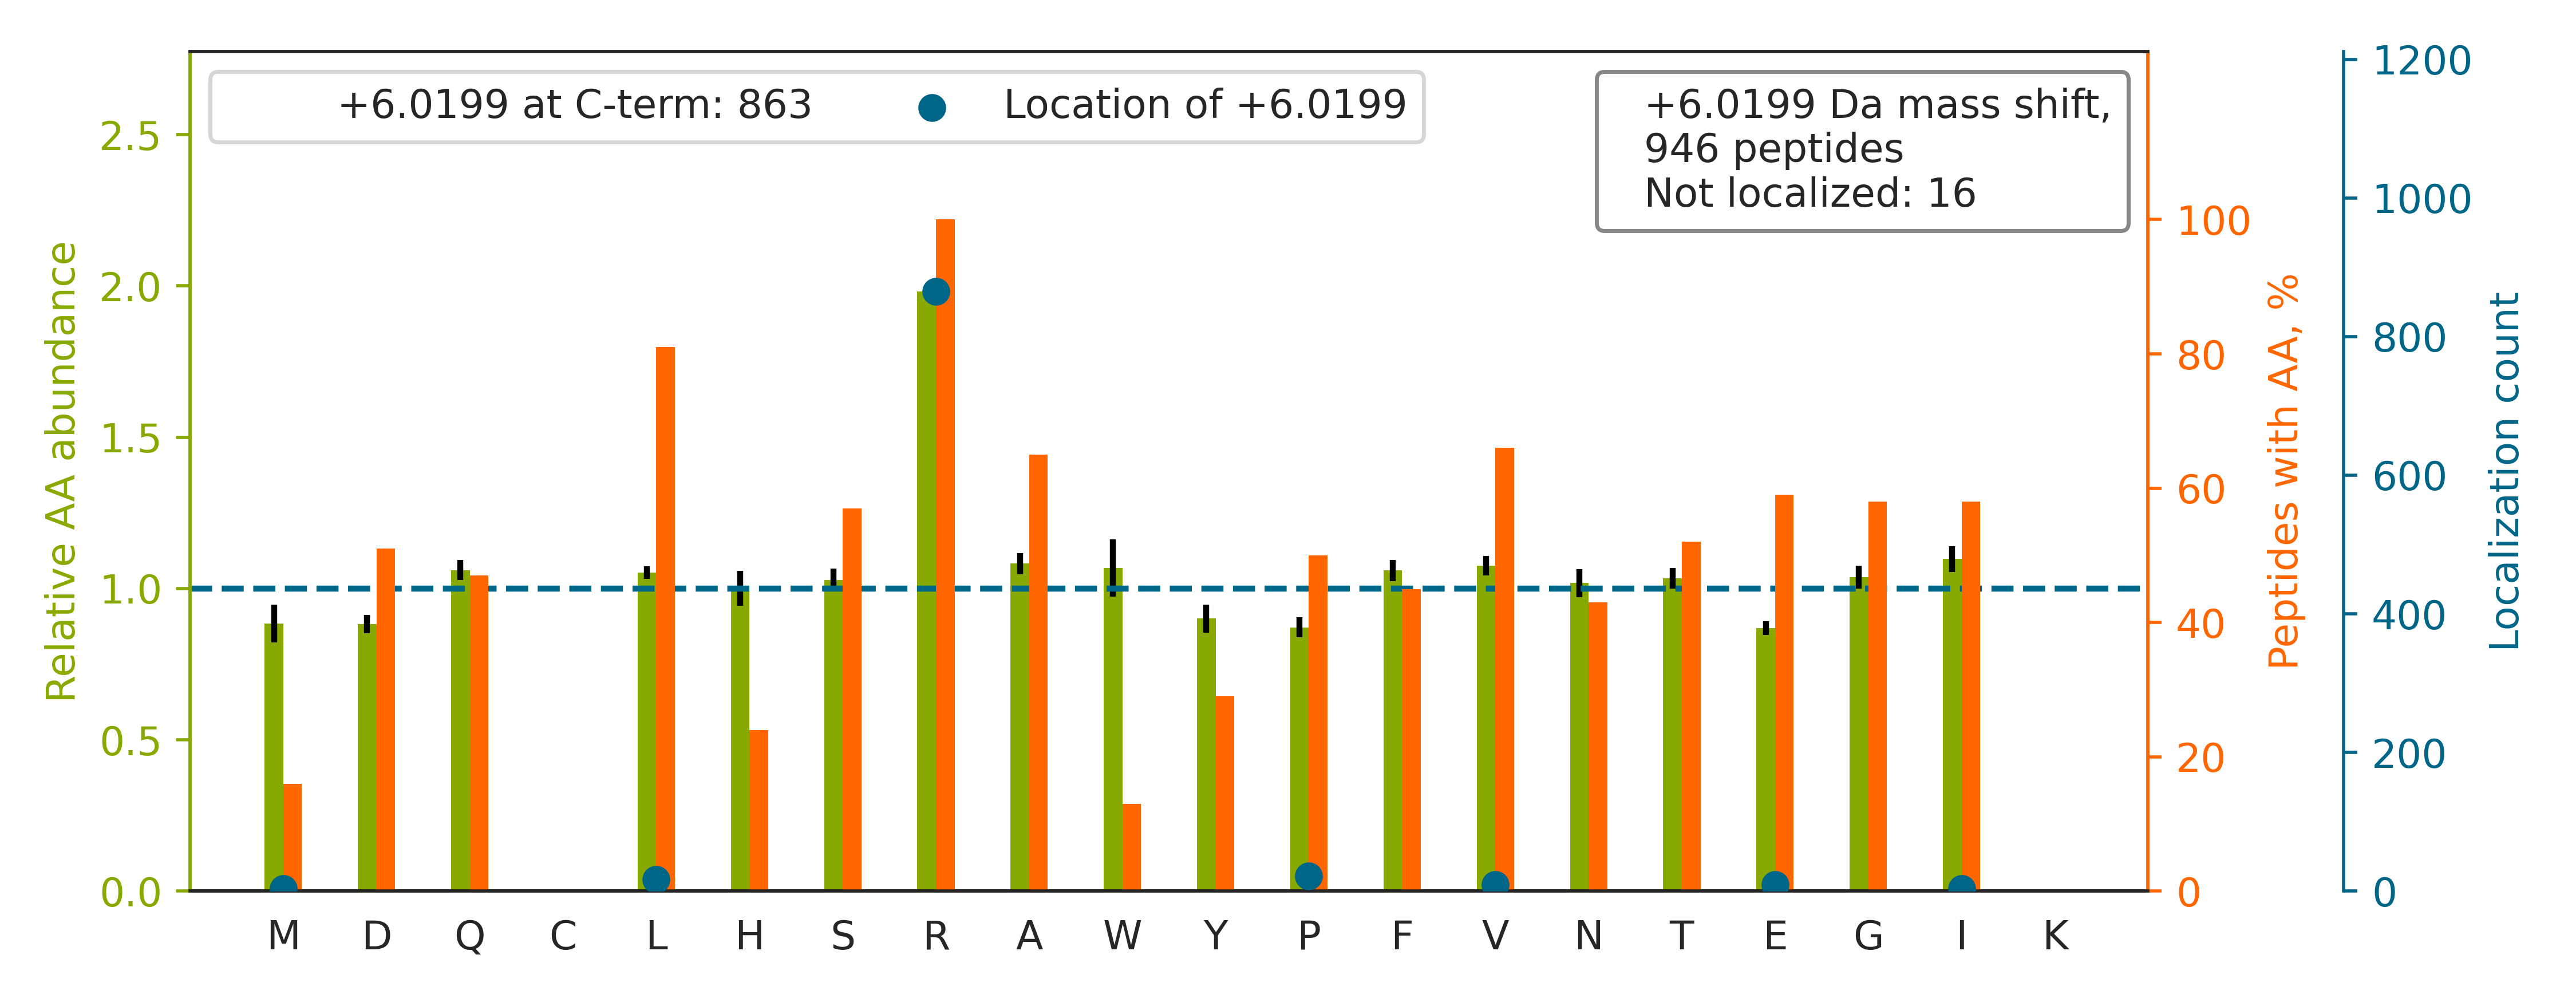 +6.0199 at C-term: 863
Location of +6.0199
+6.0199 Da mass shift,
946 peptides
Not localized: 16
Relative AA abundance
2.5
2.0
1.5
1.0
0.5
0.0
M D Q C L H S R A W Y P F V N T E G I K
100
80
60
40
20
0
Peptides with AA, %
1200
1000
800
600
400
200
0
Localization count